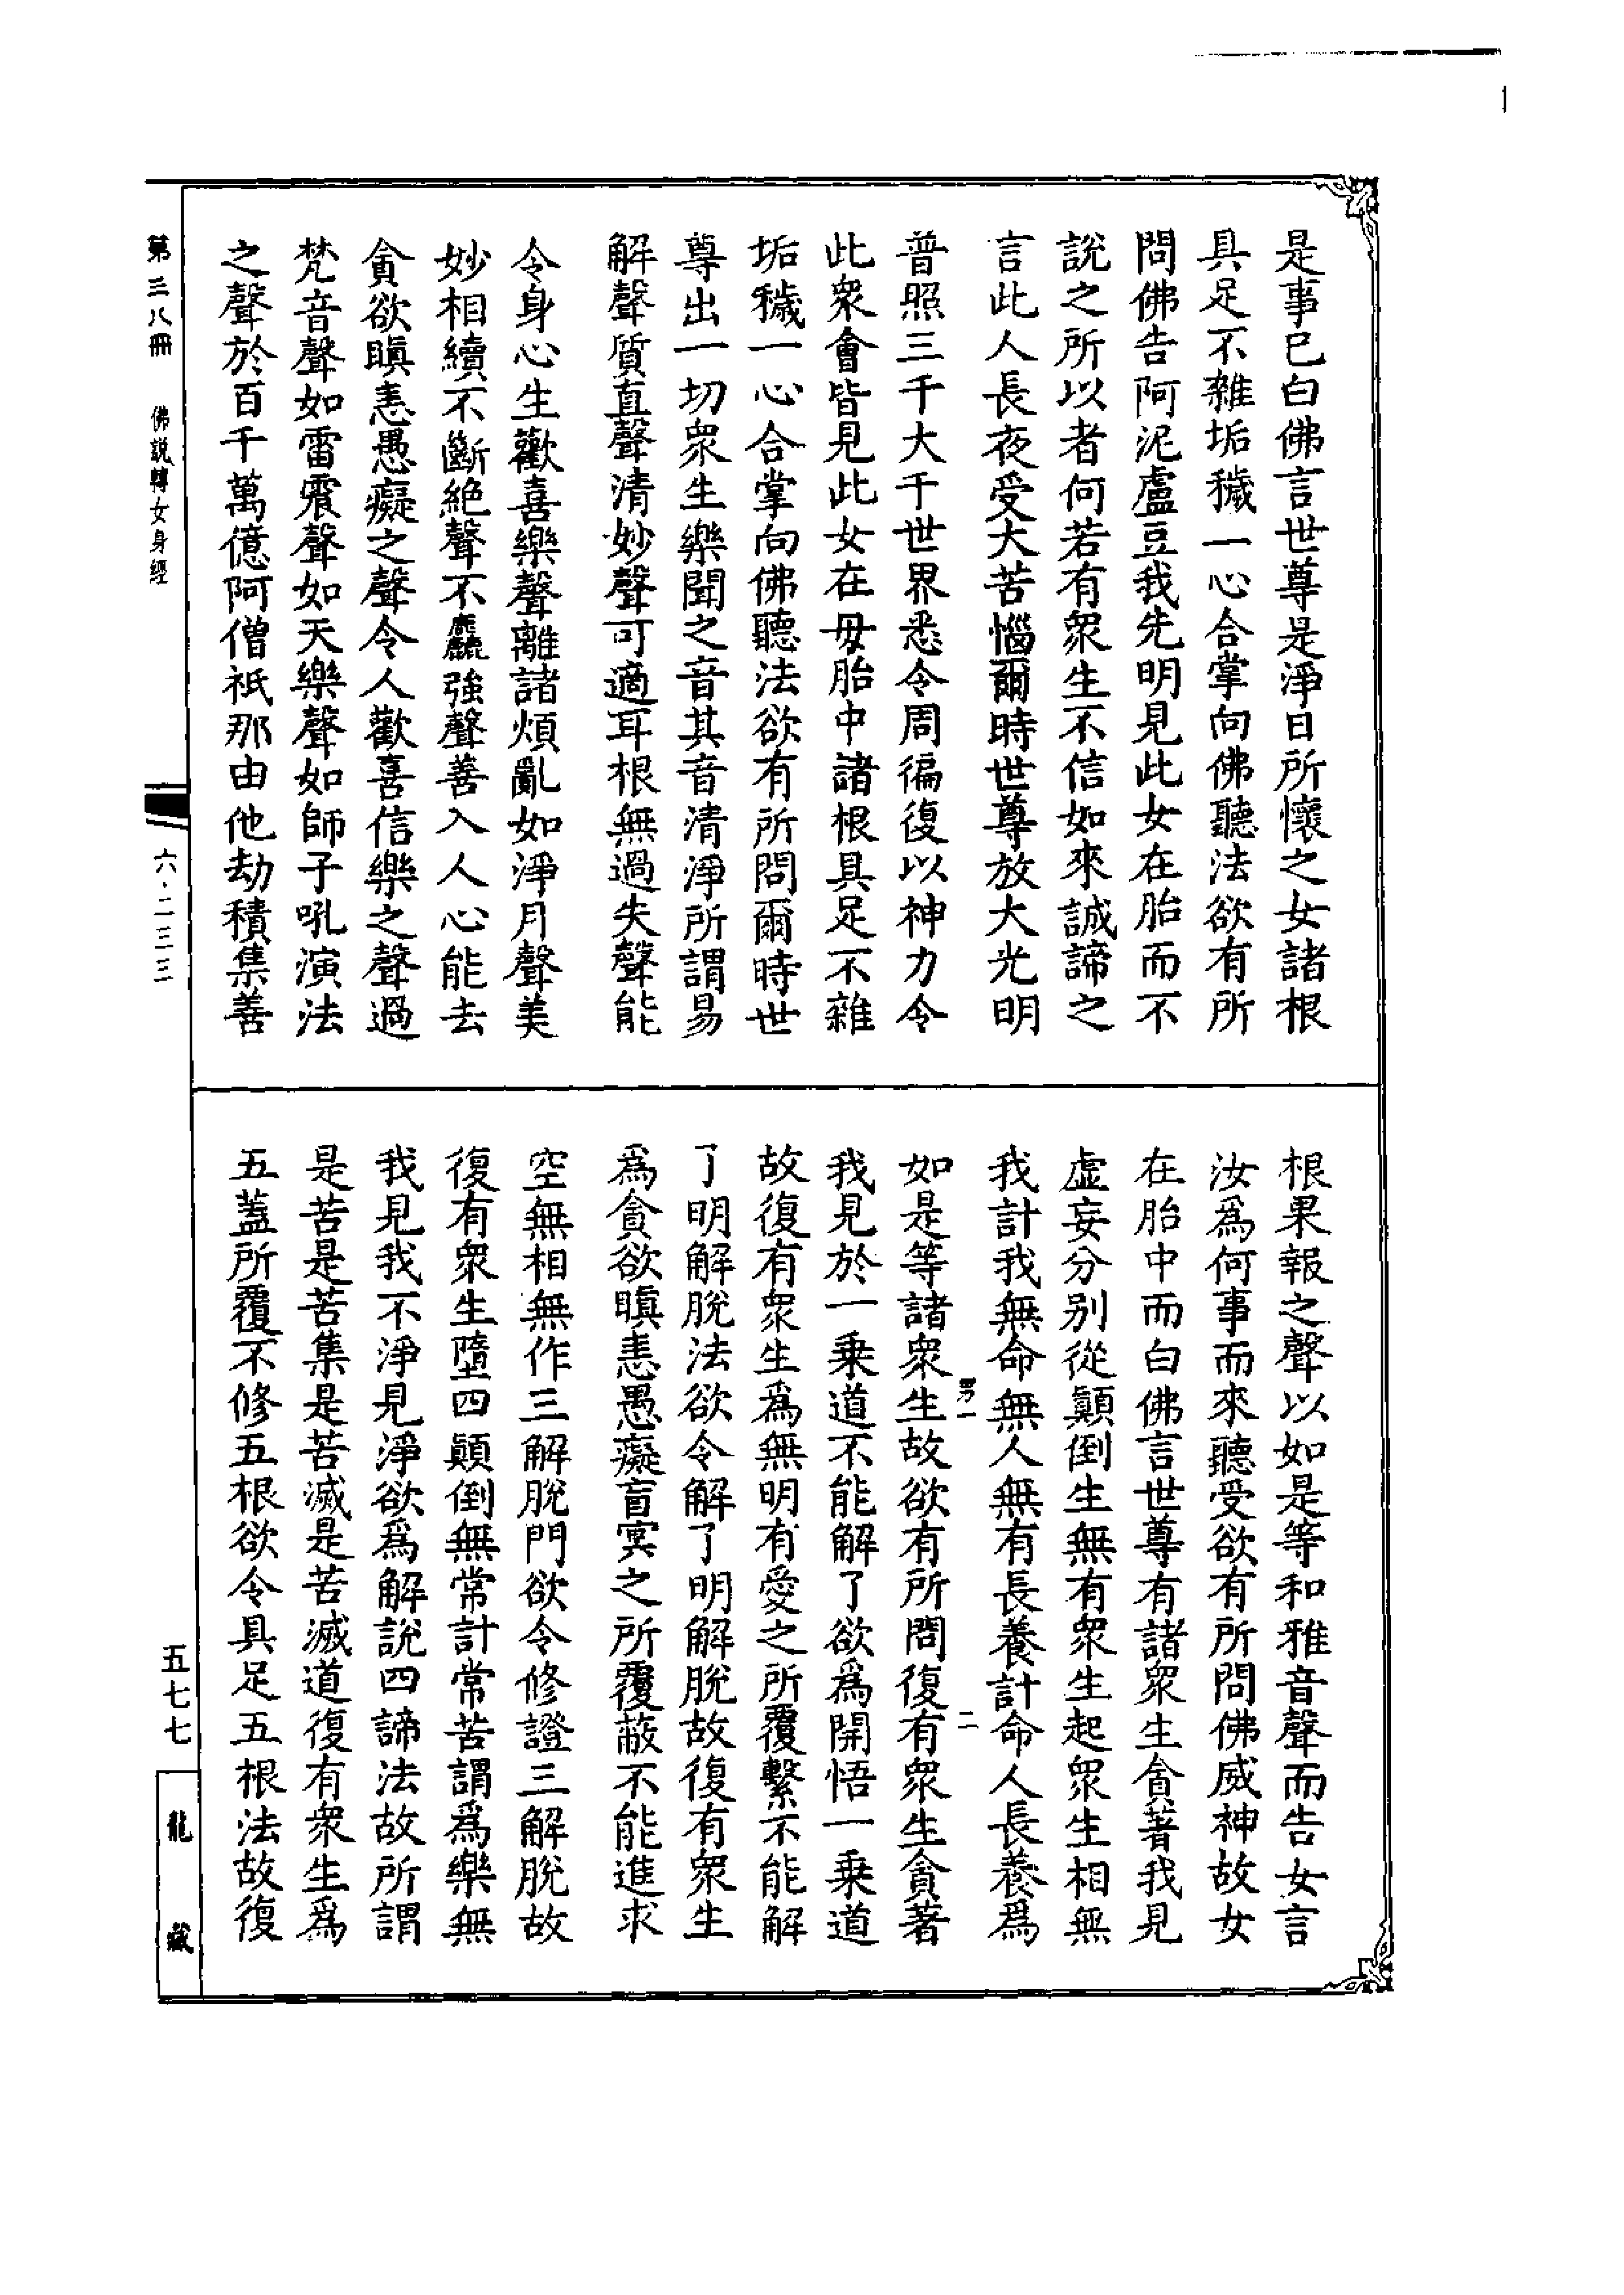 是事已白佛言世尊是淨日所懷之女諸根
具足不雜垢穢一心合掌向佛聽法欲有所
問佛告阿泥盧豆我先明見此女在胎而不
說之所以者何若有眾生不信如來誠諦之
言此人長夜受大苦惱爾時世尊放大光明
普照三千大千世界悉令周徧復以神力令
此眾會皆見此女在母胎中諸根具足不雜
垢穢一心合掌向佛聽法欲有所問爾時世
尊出一切眾生樂聞之音其音清淨所謂易
解聲質直聲清妙聲可適耳根無過失聲能
令身心生歡喜樂聲離諸煩亂如淨月聲美
妙相續不斷絕聲不麤強聲善入人心能去
貪欲瞋恚愚癡之聲令人歡喜信樂之聲過
梵音聲如雷震聲如天樂聲如師子吼演法
之聲於百千萬億阿僧祇那由他劫積集善
根果報之聲以如是等和雅音聲而告女言
汝為何事而來聽受欲有所問佛威神故女
在胎中而白佛言世尊有諸眾生貪著我見
虛妄分別從顛倒生無有眾生起眾生相無
我計我無命無人無有長養計命人長養為
如是等諸眾生故欲有所問復有眾生貪著
我見於一乘道不能解了欲為開悟一乘道
故復有眾生為無明有愛之所覆繫不能解
了明解脫法欲令解了明解脫故復有眾生
為貪欲瞋恚愚癡盲冥之所覆蔽不能進求
空無相無作三解脫門欲令修證三解脫故
復有眾生墮四顛倒無常計常苦謂為樂無
我見我不淨見淨欲為解說四諦法故所謂
是苦是苦集是苦滅是苦滅道復有眾生為
五蓋所覆不修五根欲令具足五根法故復
二
第三八冊 佛說轉女身經
六·二三三
五七七
龍藏